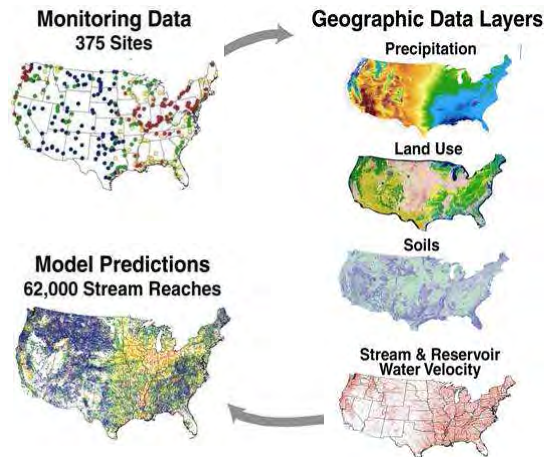 Monitoring Data
375 Sites
Geographic Data Layers
Precipitation
Land Use
Soils
Stream & Reservoir
Water Velocity
Model Predictions
62,000 Stream Reaches